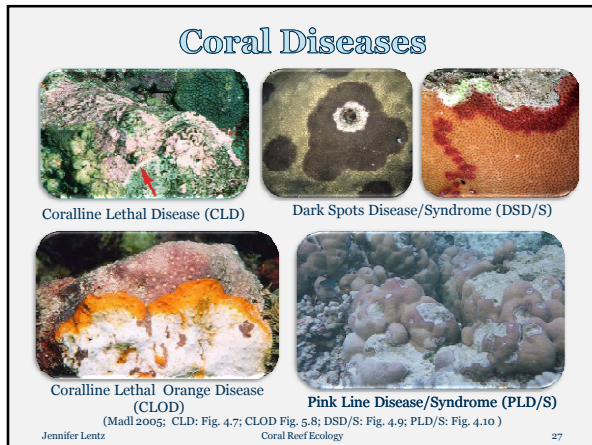 Coral Diseases
Coralline Lethal Disease (CLD)
Dark Spots Disease/Syndrome (DSD/S)
Coralline Lethal Orange Disease
(CLOD)
Pink Line Disease/Syndrome (PLD/S)
(Madl 2005; CLD: Fig. 4.7; CLOD Fig. 5.8; DSD/S: Fig. 4.9; PLD/S: Fig. 4.10 )
Jennifer Lentz
Coral Reef Ecology
27